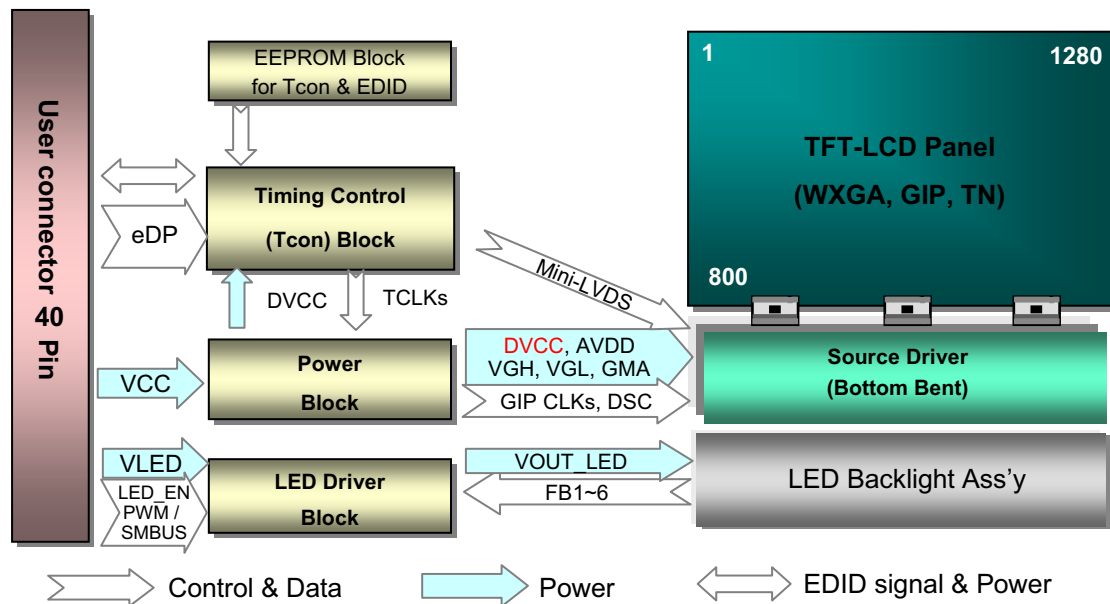 User connector 40 Pin
EEPROM Block
for Tcon & EDID
eDP
Timing Control
(Tcon) Block
DVCC
TCLKs
Mini-LVDS
1
1280
TFT-LCD Panel
(WXGA, GIP, TN)
800
VCC
Power
Block
DVCC, AVDD
VGH, VGL, GMA
GIP CLKs, DSC
Source Driver
(Bottom Bent)
VLED
LED_EN
PWM /
SMBUS
LED Driver
Block
VOUT_LED
FB1~6
LED Backlight Ass'y
Control & Data
Power
EDID signal & Power